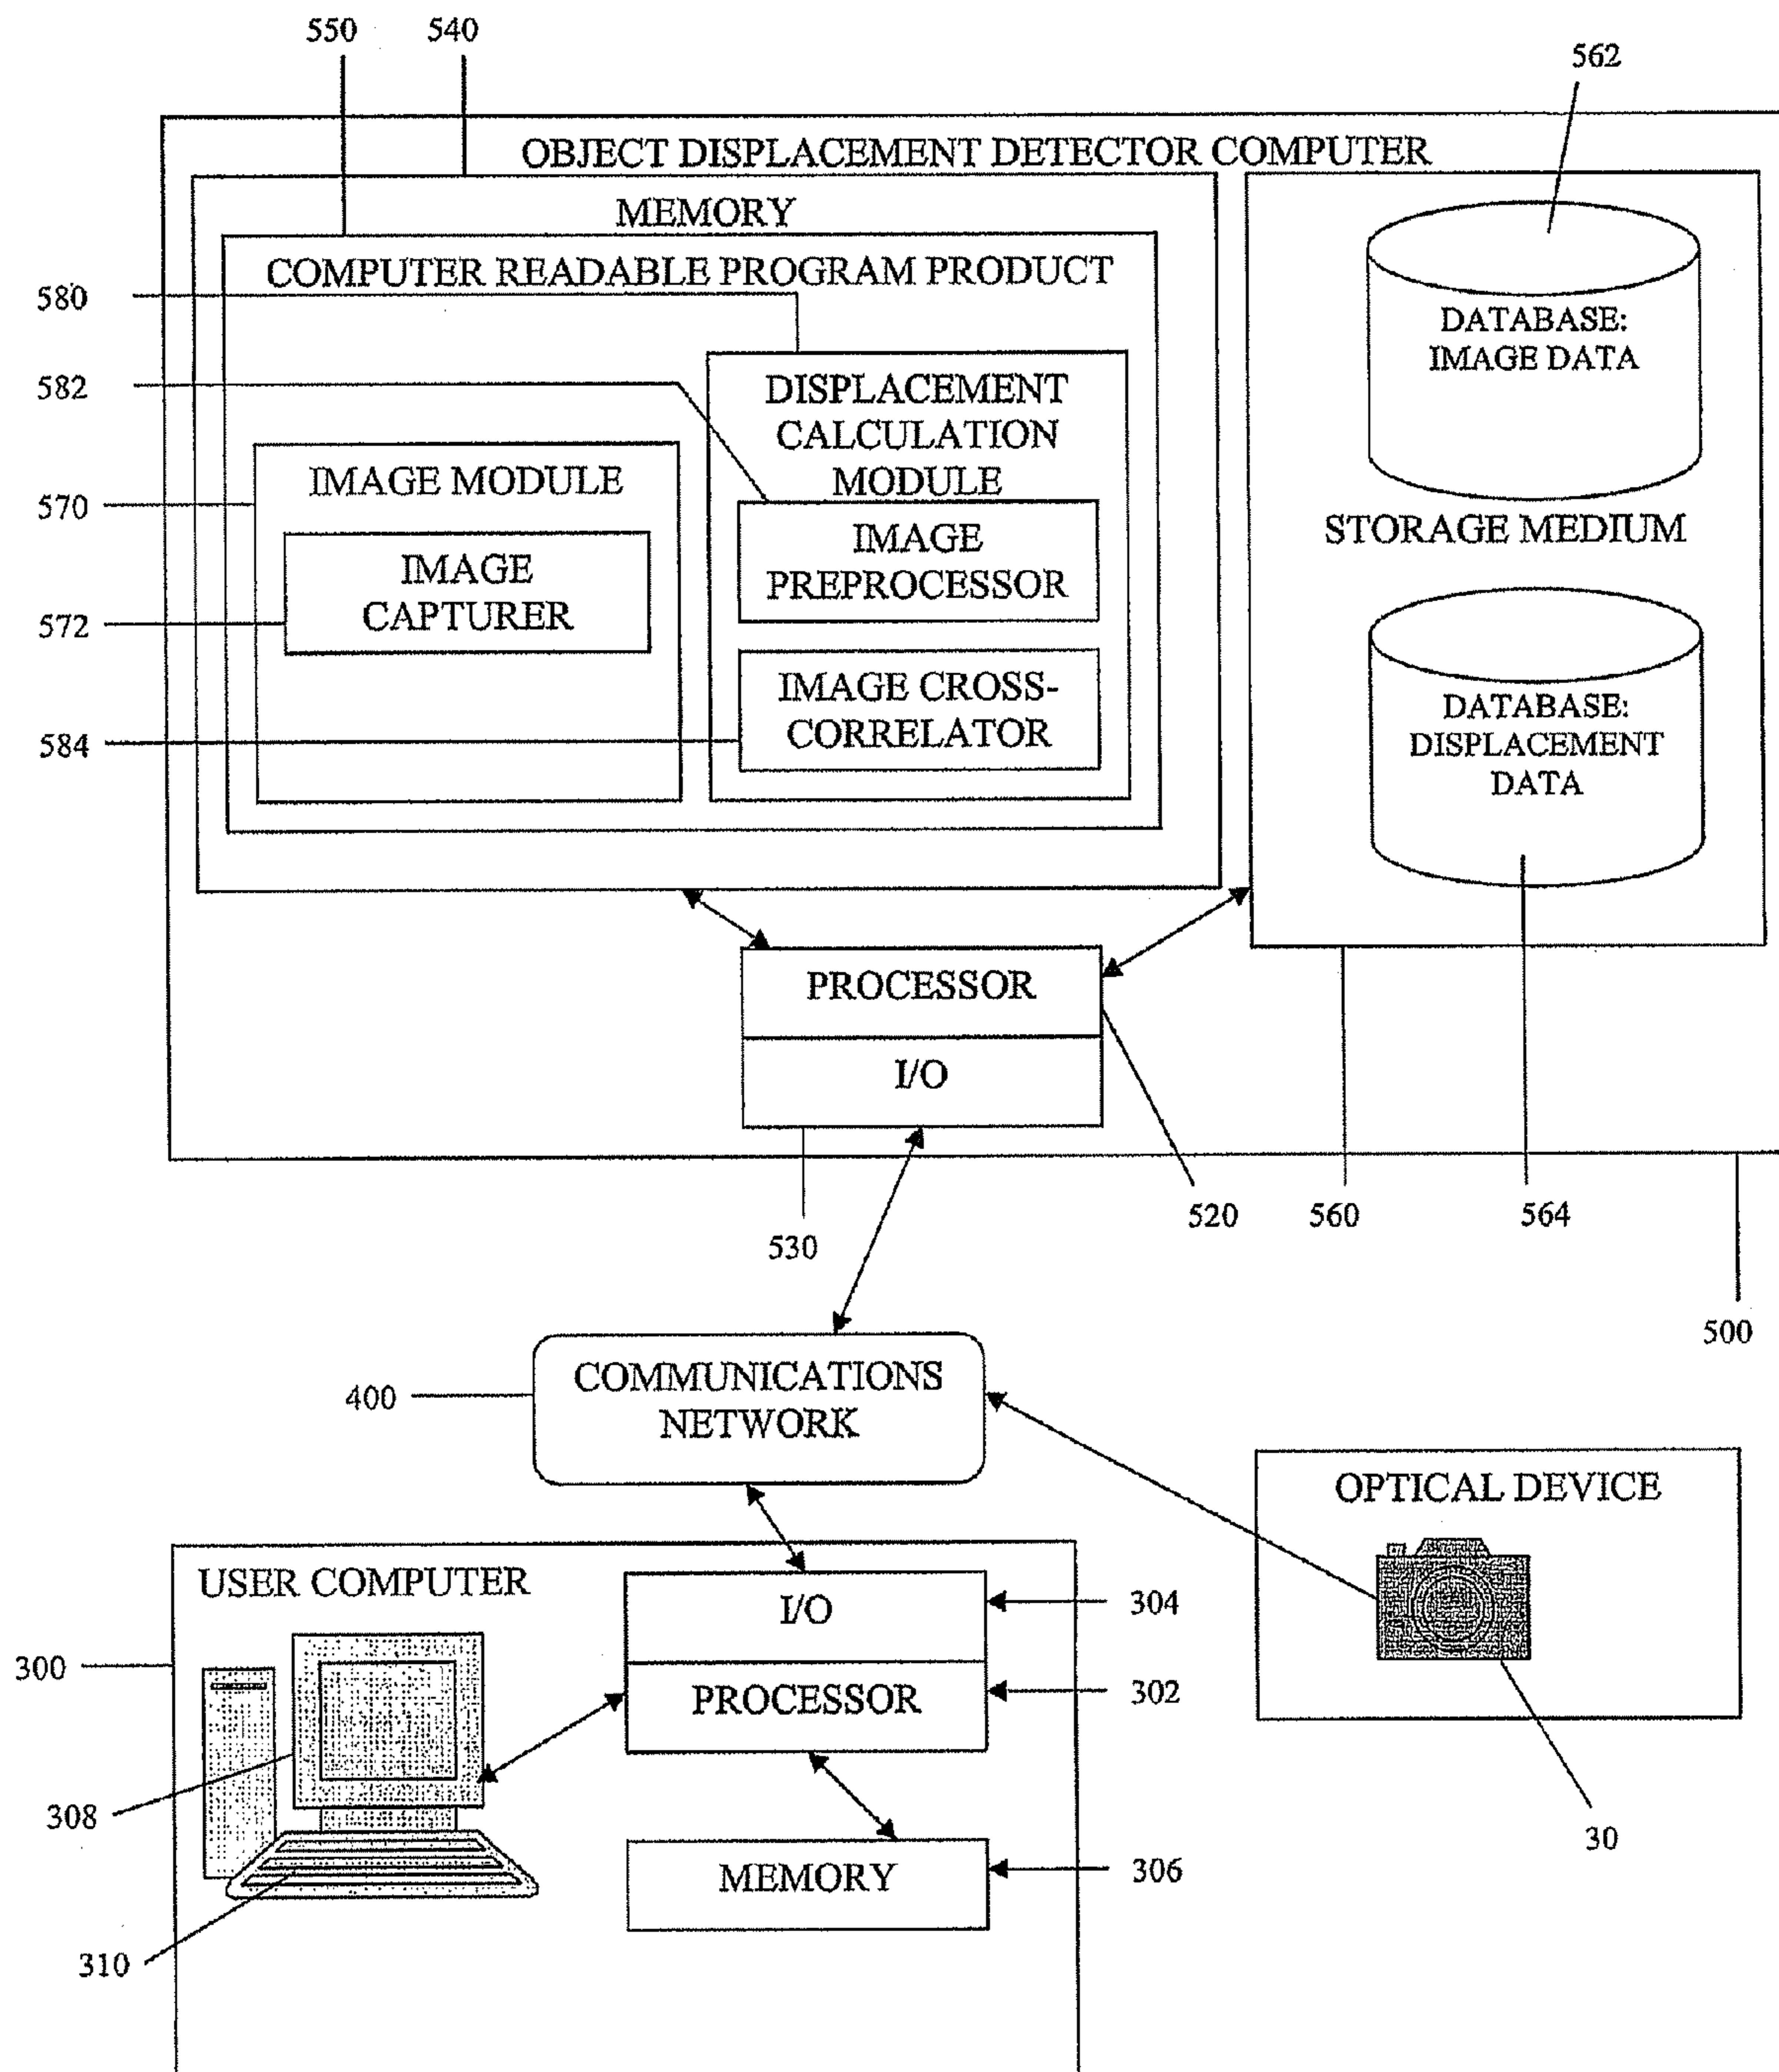 550
540
562
OBJECT DISPLACEMENT DETECTOR COMPUTER
MEMORY
COMPUTER READABLE PROGRAM PRODUCT
580
582
570
572
584
IMAGE MODULE
IMAGE
CAPTURER
DISPLACEMENT
CALCULATION
MODULE
IMAGE
PREPROCESSOR
IMAGE CROSS-
CORRELATOR
DATABASE:
IMAGE DATA
STORAGE MEDIUM
DATABASE:
DISPLACEMENT
DATA
PROCESSOR
I/O
530
520
560
564
500
400
COMMUNICATIONS
NETWORK
OPTICAL DEVICE
30
USER COMPUTER
300
308
310
I/O
304
PROCESSOR
302
MEMORY
306